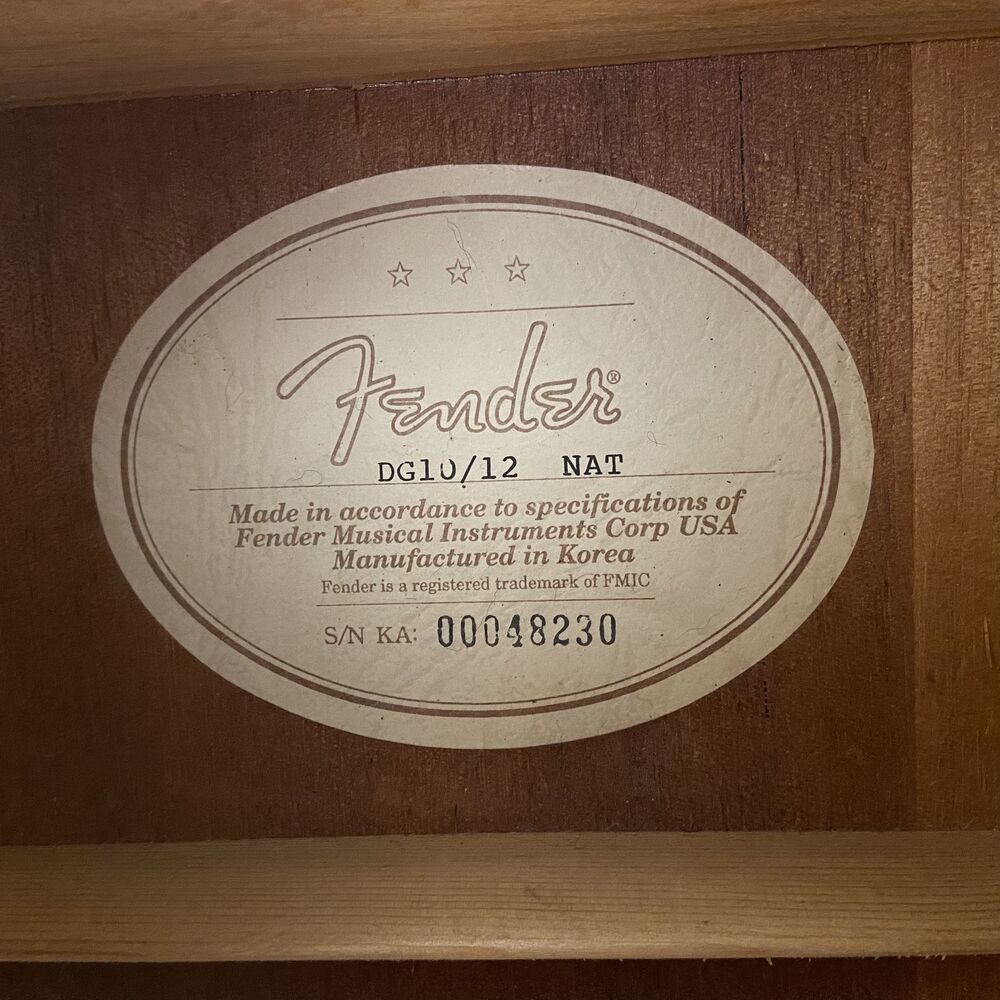 Fender®
DG10/12 NAT
Made in accordance to specifications of
Fender Musical Instruments Corp USA
Manufactured in Korea
Fender is a registered trademark of FMIC
S/N KA: 00048230